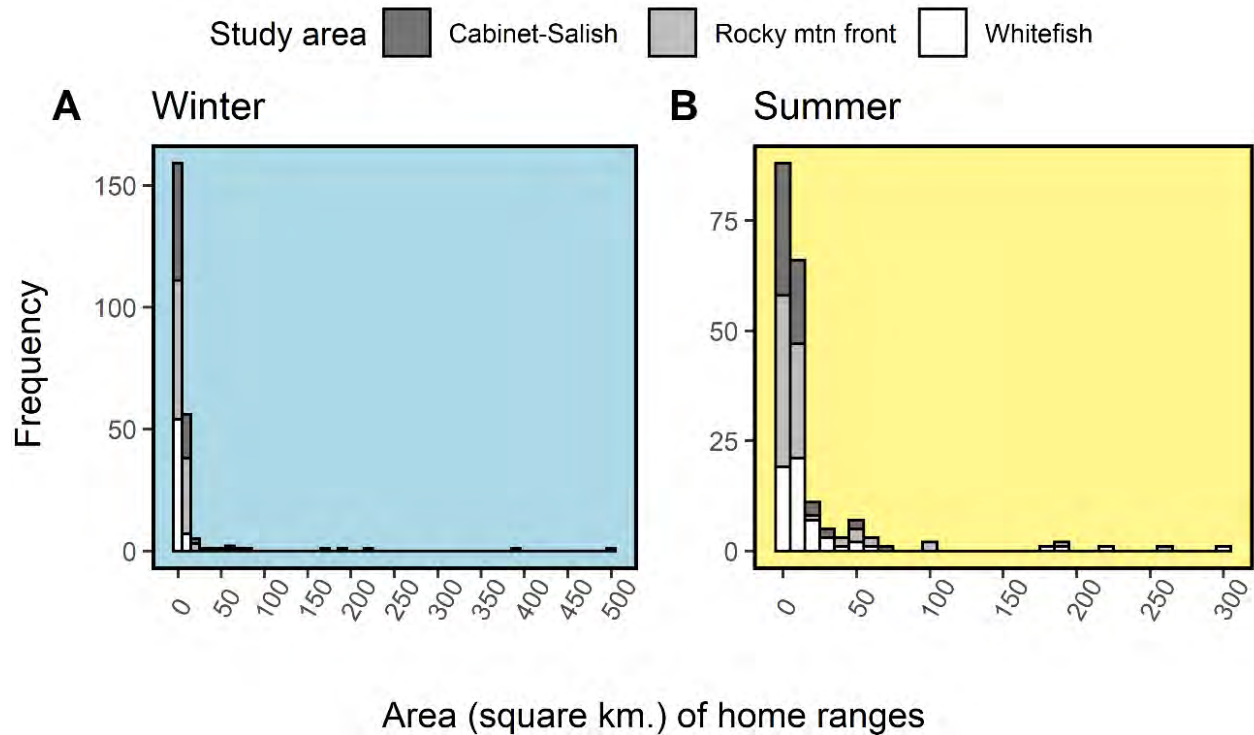 Study area Cabinet-Salish Rocky mtn front Whitefish
A Winter
B Summer
Frequency
150
100
50
0
0 50 100 150 200 250 300 350 400 450 500
75
50
25
0
0 50 100 150 200 250 300
Area (square km.) of home ranges